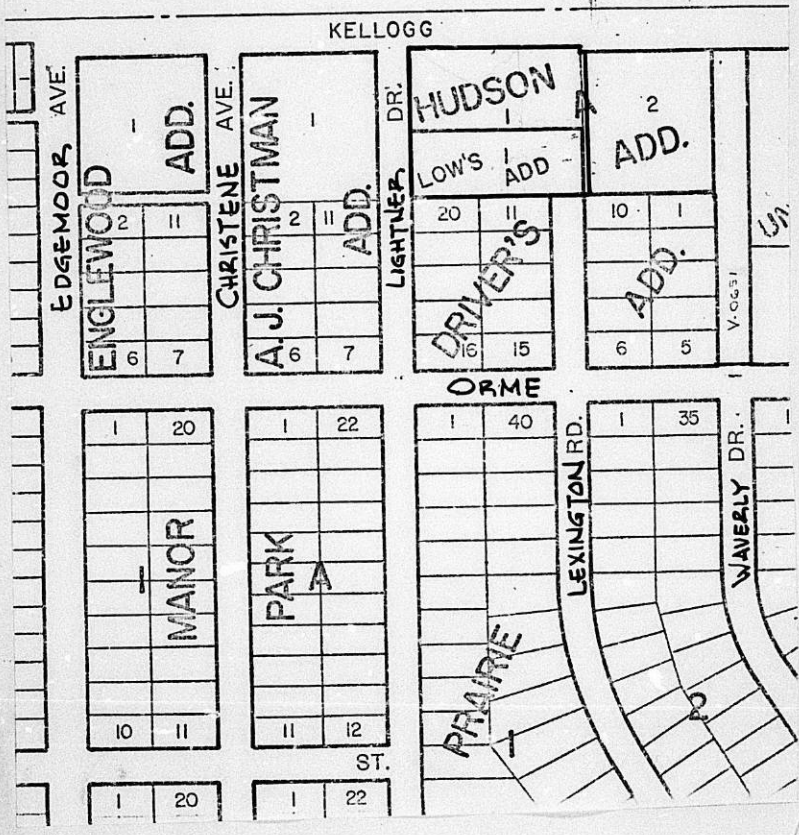 KELLOGG
EDGEMOOR AVE.
1
ENGLEWOOD ADD.
CHRISTENE AVE.
1
A.J. CHRISTMAN ADD.
LIGHTNER DR.
HUDSON
1
A
2
ADD.
LOW'S 1 ADD
2 11
2 11
20 11
10 1
DRIVER'S ADD.
V-0651
Un.
6 7
6 7
16 15
6 5
ORME
1 20
1 22
1 40
1 35
1
LEXINGTON RD.
WAVERLY DR.
1
MANOR
PARK
A
PRAIRIE
1
2
10 11
11 12
ST.
1 20
1 22